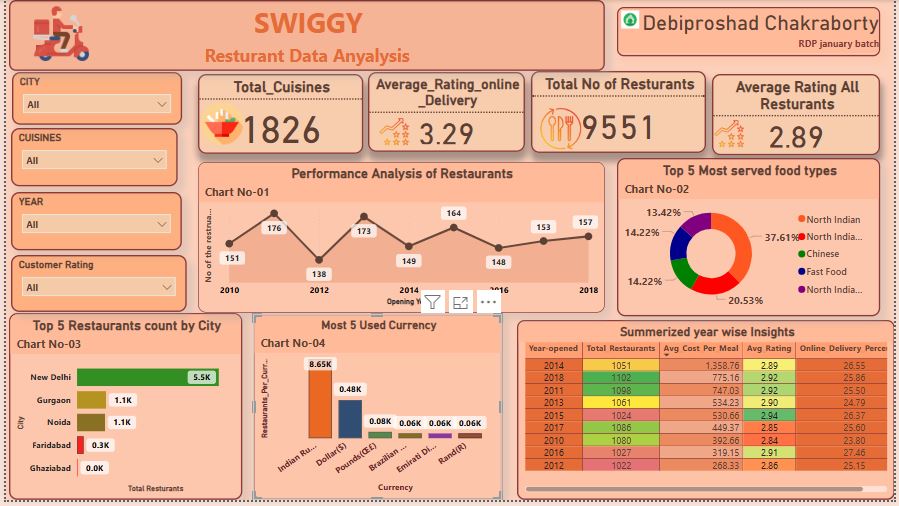 SWIGGY
Resturant Data Anyalysis
Debiproshad Chakraborty
RDP january batch
CITY
All
CUISINES
All
YEAR
All
Customer Rating
All
Total_Cuisines
1826
Average_Rating_online
_Delivery
3.29
Total No of Resturants
9551
Average Rating All
Resturants
2.89
Performance Analysis of Restaurants
Chart No-01
No of the restrua...
151
176
138
173
149
164
148
153
157
2010
2012
2014
2016
2018
Opening Ye
Top 5 Most served food types
Chart No-02
13.42%
14.22%
14.22%
37.61%
20.53%
North Indian
North India...
Chinese
Fast Food
North India...
Top 5 Restaurants count by City
Chart No-03
City
New Delhi
5.5K
Gurgaon
1.1K
Noida
1.1K
Faridabad
0.3K
Ghaziabad
0.0K
Total Resturants
Most 5 Used Currency
Chart No-04
Restaurants_Per_Curr...
8.65K
0.48K
0.08K
0.06K
0.06K
0.06K
Indian Ru...
Dollar($)
Pounds(ŒE)
Brazilian ...
Emirati Di...
Rand(R)
Currency
Summerized year wise Insights
Year-opened Total Restaurants Avg Cost Per Meal Avg Rating Online_Delivery Perce
2014 1051 1,358.76 2.89 26.55
2018 1102 775.16 2.92 25.86
2011 1098 747.03 2.92 25.50
2013 1061 534.23 2.90 24.79
2015 1024 530.66 2.94 26.37
2017 1086 449.37 2.85 25.60
2010 1080 392.66 2.84 23.80
2016 1027 319.15 2.91 27.46
2012 1022 268.33 2.86 25.15